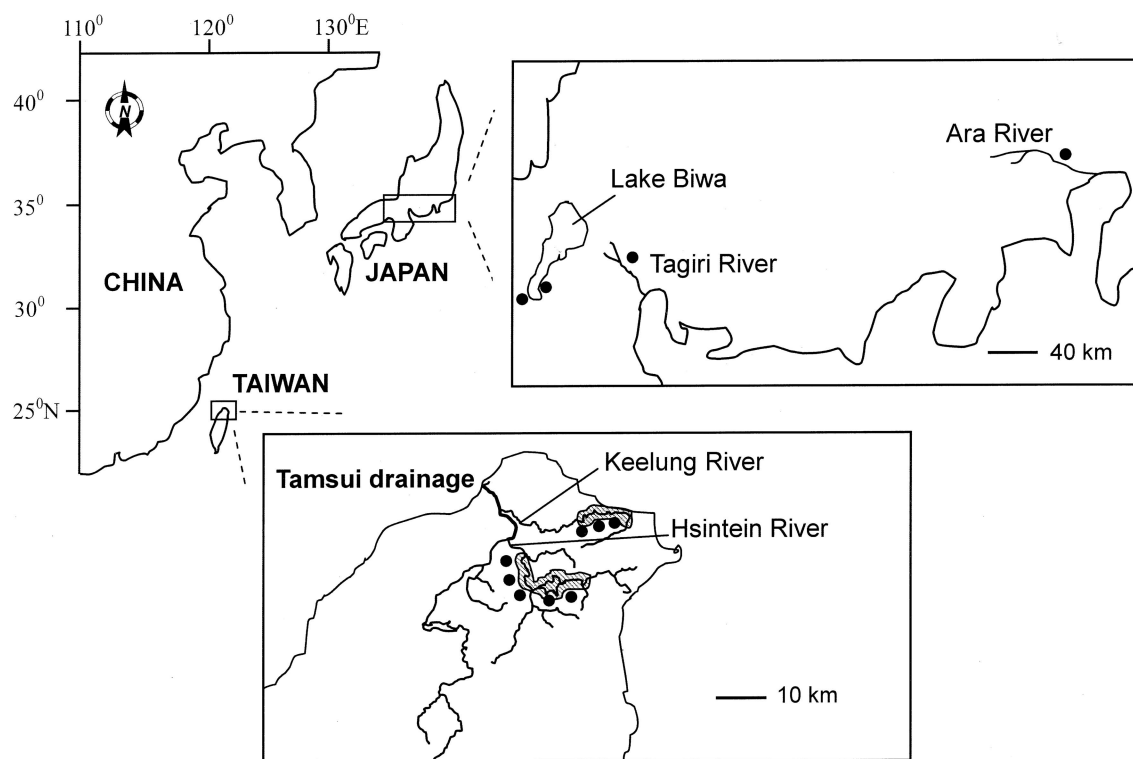 110⁰ 120⁰ 130⁰E
40⁰
N
35⁰
30⁰
25⁰N
CHINA
JAPAN
TAIWAN
Ara River
Lake Biwa
Tagiri River
40 km
Tamsui drainage
Keelung River
Hsintein River
10 km